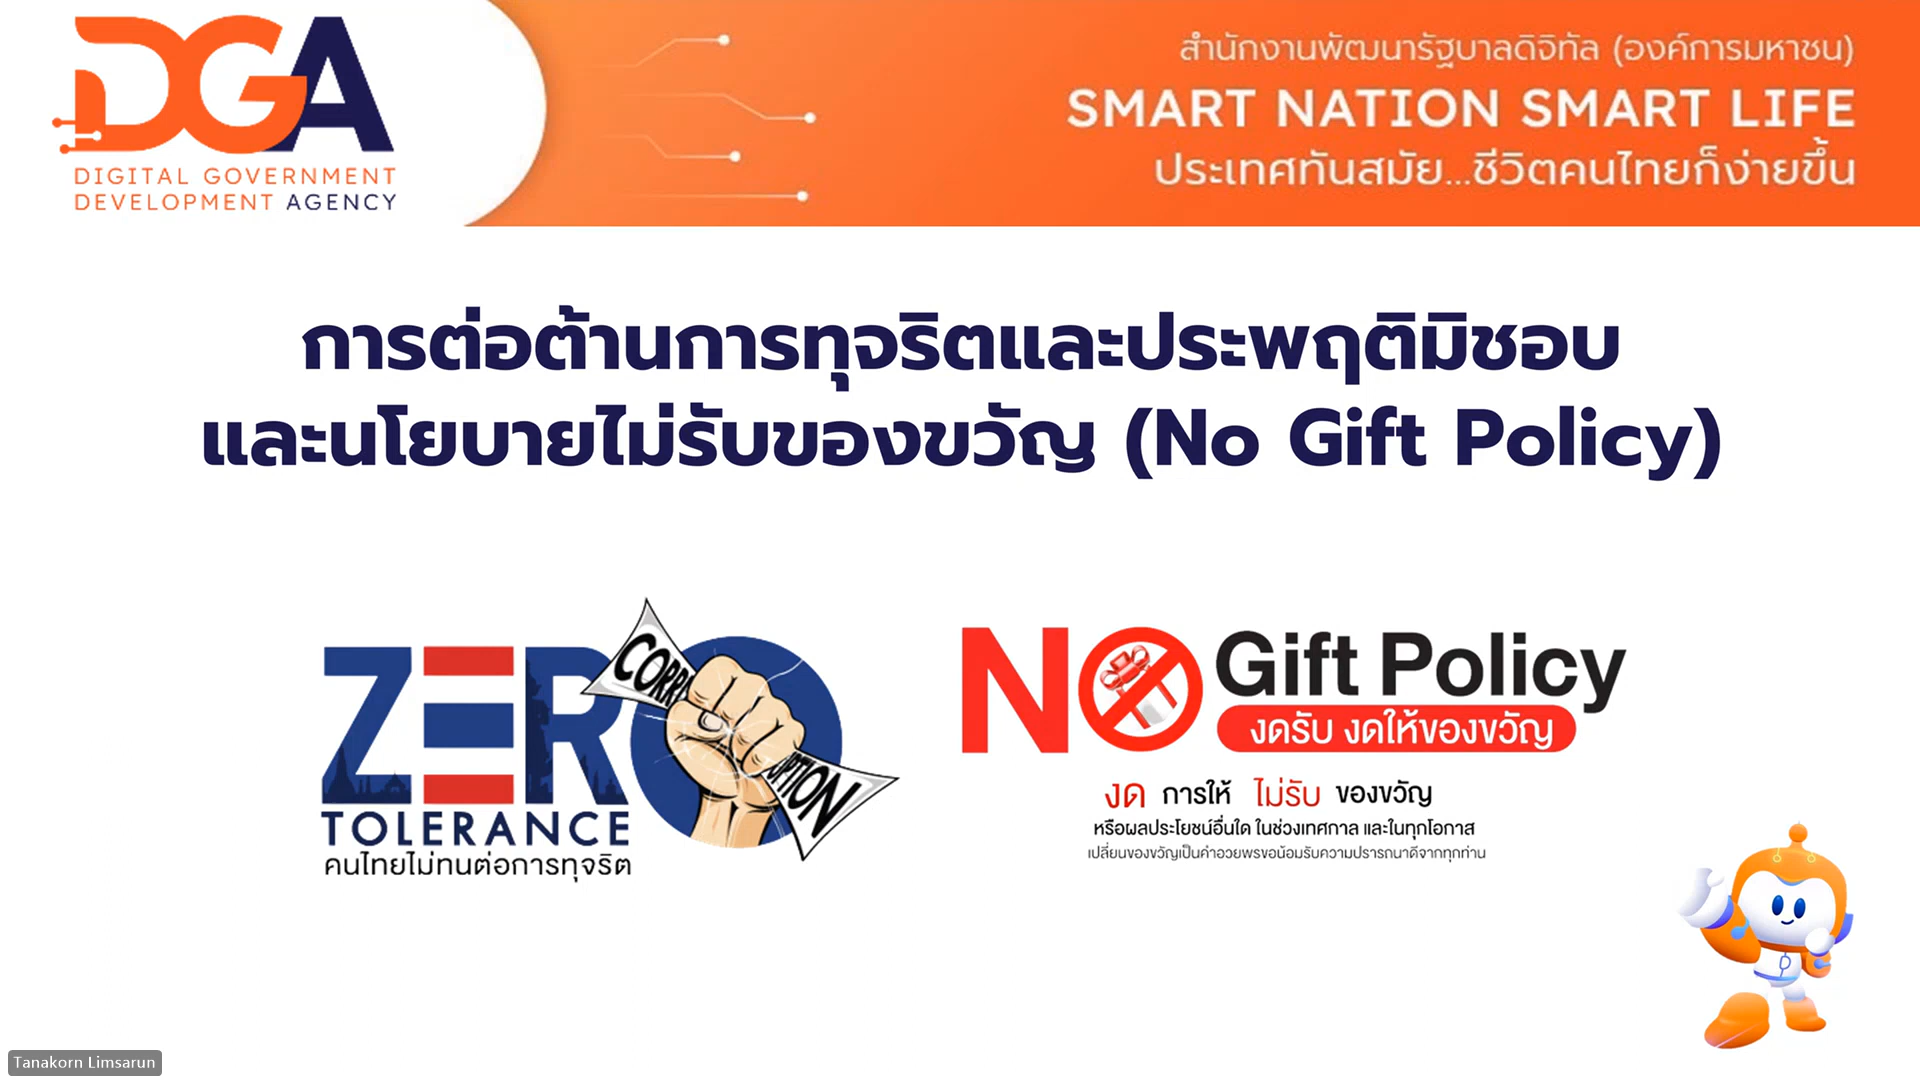 DGA
DIGITAL GOVERNMENT
DEVELOPMENT AGENCY
สำนักงานพัฒนารัฐบาลดิจิทัล (องค์การมหาชน)
SMART NATION SMART LIFE
ประเทศทันสมัย...ชีวิตคนไทยก็ง่ายขึ้น
การต่อต้านการทุจริตและประพฤติมิชอบ
และนโยบายไม่รับของขวัญ (No Gift Policy)
ZERO
CORRUPTION
TOLERANCE
คนไทยไม่ทนต่อการทุจริต
NO Gift Policy
งดรับ งดให้ของขวัญ
งด การให้ ไม่รับ ของขวัญ
หรือผลประโยชน์อื่นใด ในช่วงเทศกาล และในทุกโอกาส
เปลี่ยนของขวัญเป็นคำอวยพรขอน้อมรับความปรารถนาดีจากทุกท่าน
Tanakorn Limsarun